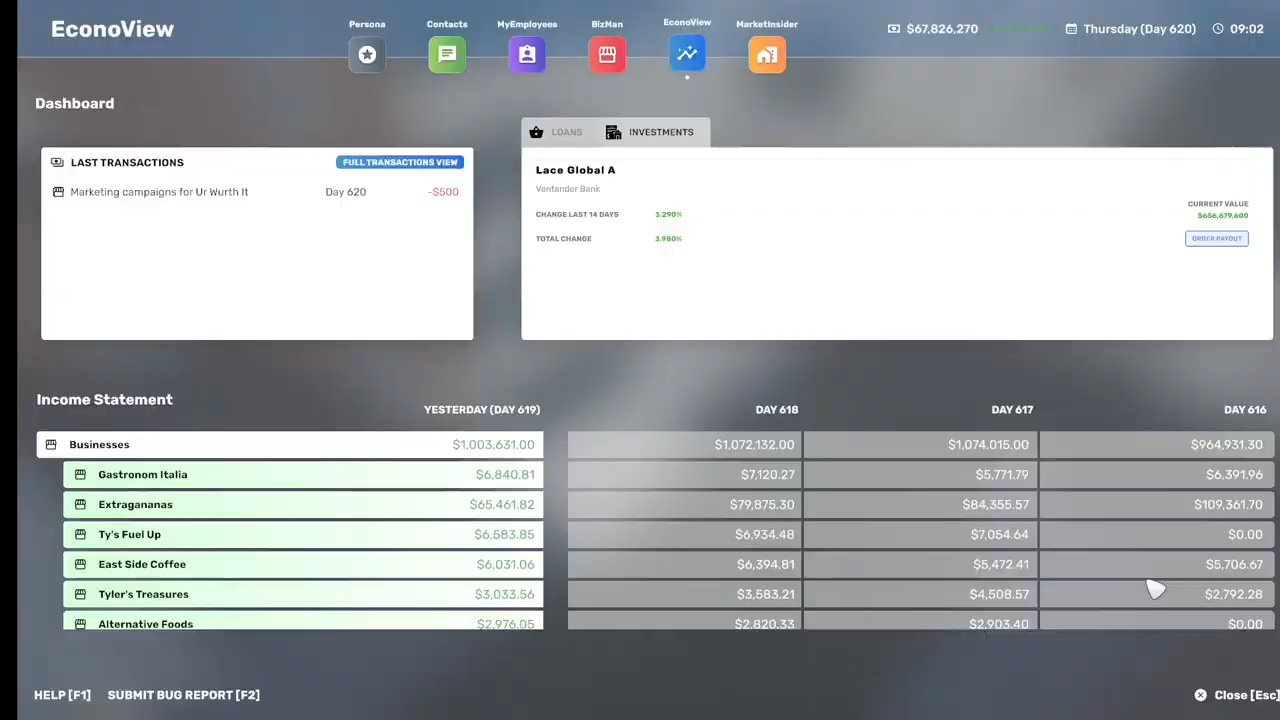 EconoView
Persona
Contacts
MyEmployees
BizMan
EconoView
MarketInsider
$67,826,270
Thursday (Day 620)
09:02
Dashboard
LOANS
INVESTMENTS
LAST TRANSACTIONS
FULL TRANSACTIONS VIEW
Marketing campaigns for Ur Wurth It Day 620 -$500
Lace Global A
Vantander Bank
CHANGE LAST 14 DAYS 3.290%
TOTAL CHANGE 3.980%
CURRENT VALUE
$656,679,600
ORDER PAYOUT
Income Statement
YESTERDAY (DAY 619) DAY 618 DAY 617 DAY 616
Businesses $1,003,631.00 $1,072,132.00 $1,074,015.00 $964,931.30
Gastronom Italia $6,840.81 $7,120.27 $5,771.79 $6,391.96
Extragananas $65,461.82 $79,875.30 $84,355.57 $109,361.70
Ty's Fuel Up $6,583.85 $6,934.48 $7,054.64 $0.00
East Side Coffee $6,031.06 $6,394.81 $5,472.41 $5,706.67
Tyler's Treasures $3,033.56 $3,583.21 $4,508.57 $2,792.28
Alternative Foods $2,976.05 $2,820.33 $2,903.40 $0.00
HELP [F1] SUBMIT BUG REPORT [F2]
Close [Esc]